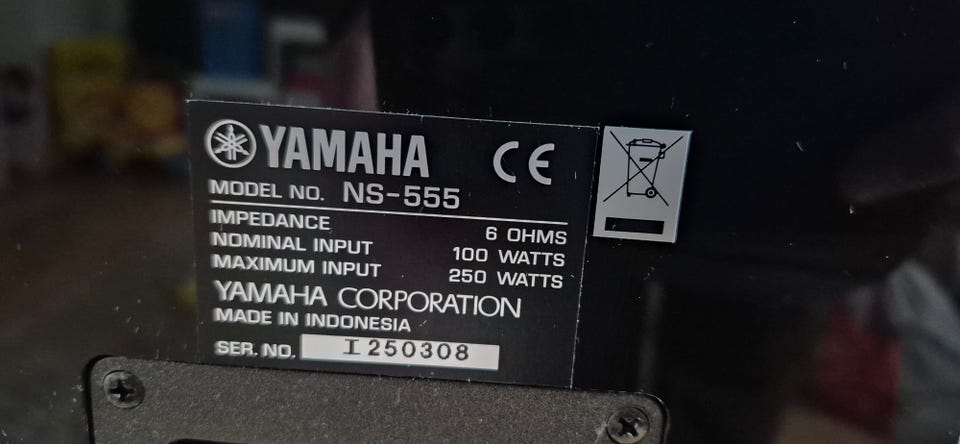 YAMAHA CE
MODEL NO. NS-555
IMPEDANCE 6 OHMS
NOMINAL INPUT 100 WATTS
MAXIMUM INPUT 250 WATTS
YAMAHA CORPORATION
MADE IN INDONESIA
SER. NO. I250308